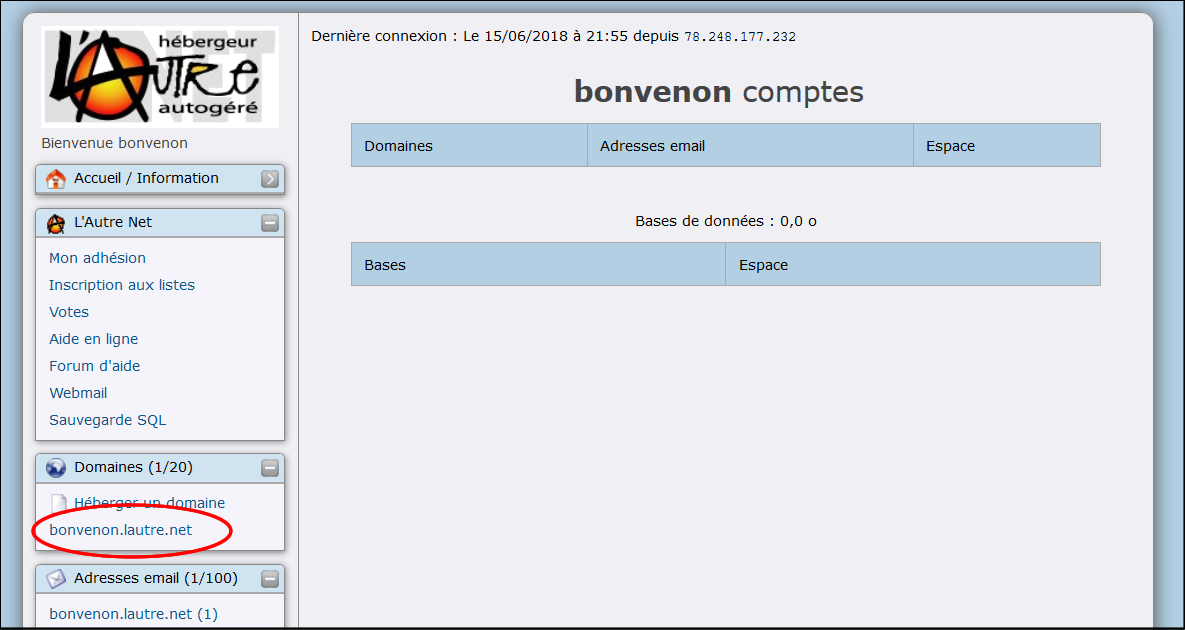 hébergeur
L'Autre
NET
autogéré
Bienvenue bonvenon
Accueil / Information
L'Autre Net
Mon adhésion
Inscription aux listes
Votes
Aide en ligne
Forum d'aide
Webmail
Sauvegarde SQL
Domaines (1/20)
Héberger un domaine
bonvenon.lautre.net
Adresses email (1/100)
bonvenon.lautre.net (1)
Dernière connexion : Le 15/06/2018 à 21:55 depuis 78.248.177.232
bonvenon comptes
Domaines Adresses email Espace
Bases de données : 0,0 o
Bases Espace